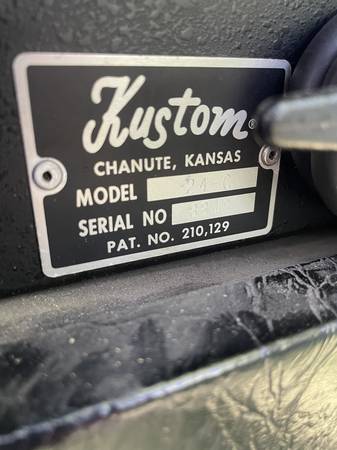 Kustom®
CHANUTE, KANSAS
MODEL
SERIAL NO
PAT. NO. 210,129